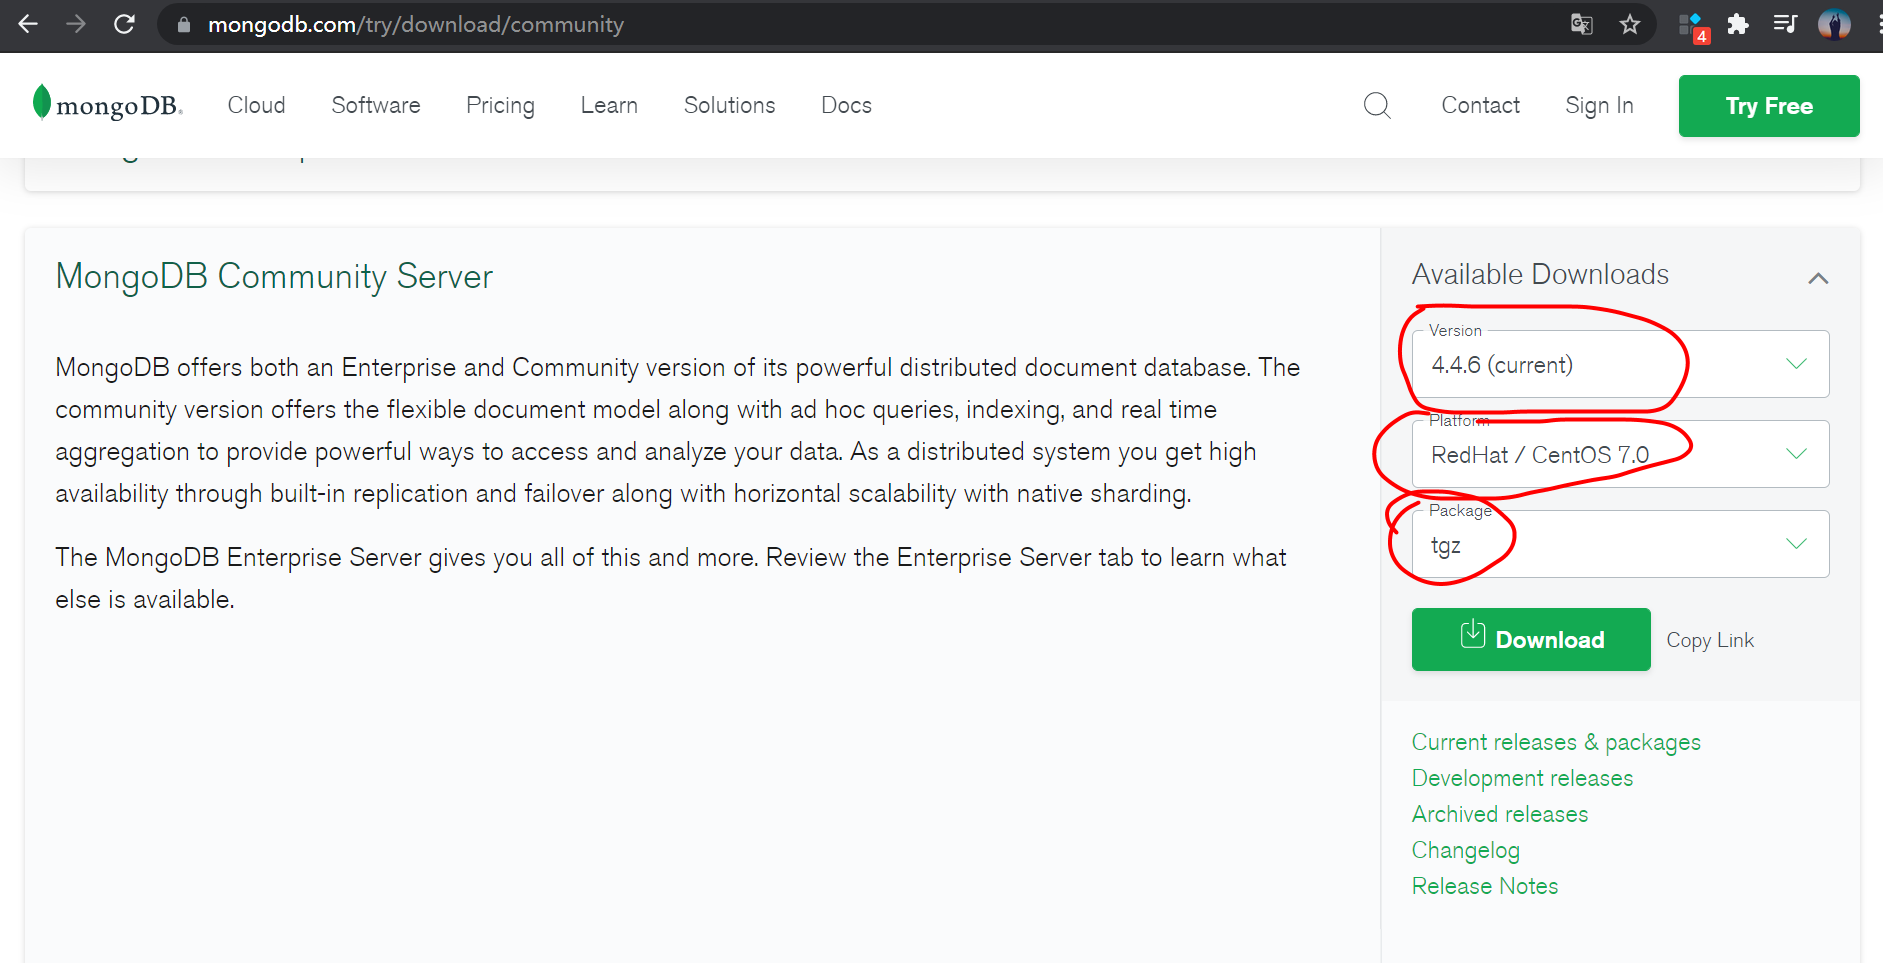 mongodb.com/try/download/community
4
mongoDB.
Cloud
Software
Pricing
Learn
Solutions
Docs
Contact
Sign In
Try Free
MongoDB Community Server
MongoDB offers both an Enterprise and Community version of its powerful distributed document database. The
community version offers the flexible document model along with ad hoc queries, indexing, and real time
aggregation to provide powerful ways to access and analyze your data. As a distributed system you get high
availability through built-in replication and failover along with horizontal scalability with native sharding.
The MongoDB Enterprise Server gives you all of this and more. Review the Enterprise Server tab to learn what
else is available.
Available Downloads
Version
4.4.6 (current)
Platform
RedHat / CentOS 7.0
Package
tgz
Download
Copy Link
Current releases & packages
Development releases
Archived releases
Changelog
Release Notes